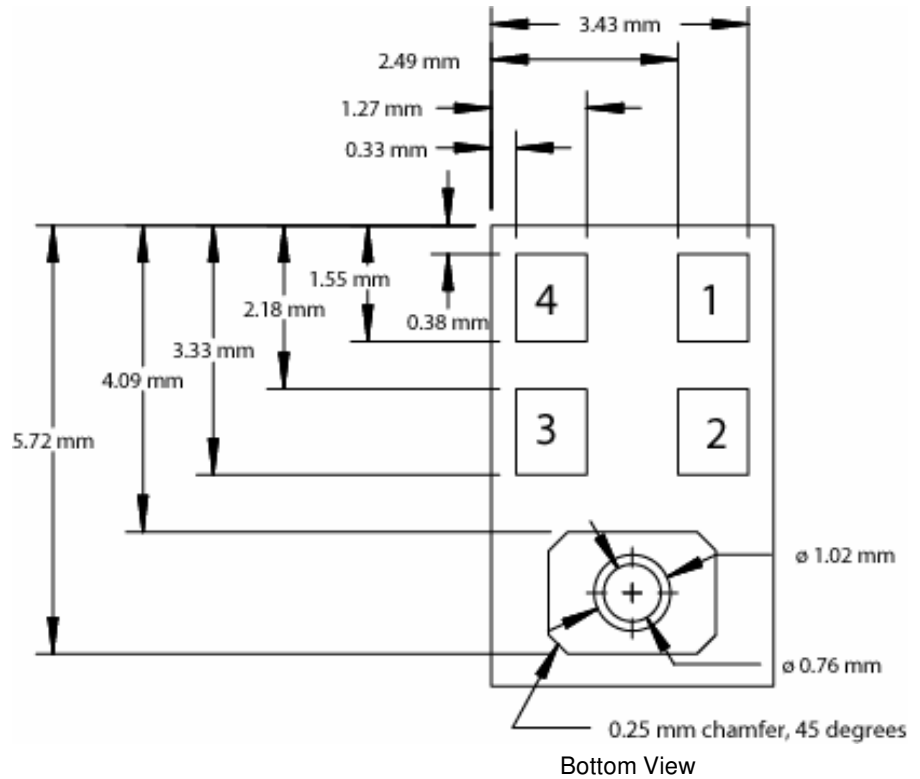 3.43 mm
2.49 mm
1.27 mm
0.33 mm
1.55 mm
4
1
2.18 mm
0.38 mm
3.33 mm
4.09 mm
5.72 mm
3
2
ø 1.02 mm
ø 0.76 mm
0.25 mm chamfer, 45 degrees
Bottom View